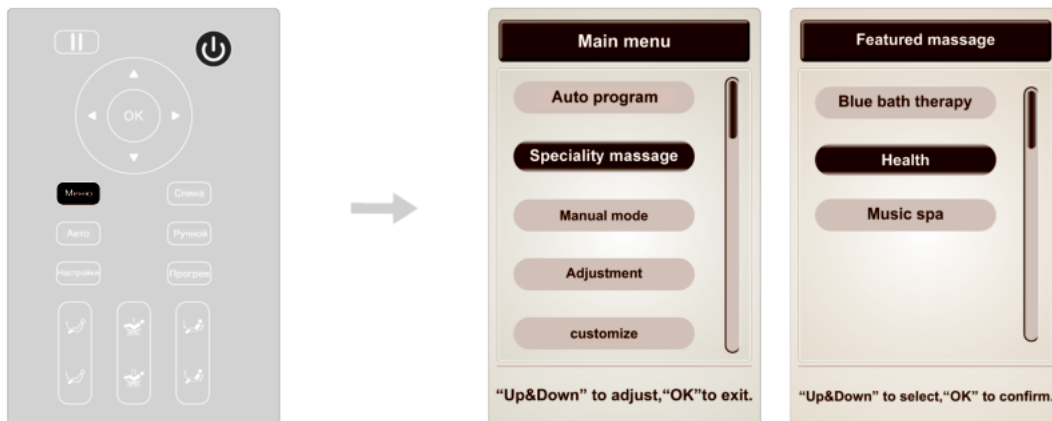 OK
Меню
Спина
Авто
Ручной
Настройки
Прогрев
Main menu
Auto program
Speciality massage
Manual mode
Adjustment
customize
“Up&Down” to adjust,“OK”to exit.
Featured massage
Blue bath therapy
Health
Music spa
“Up&Down” to select,“OK” to confirm.